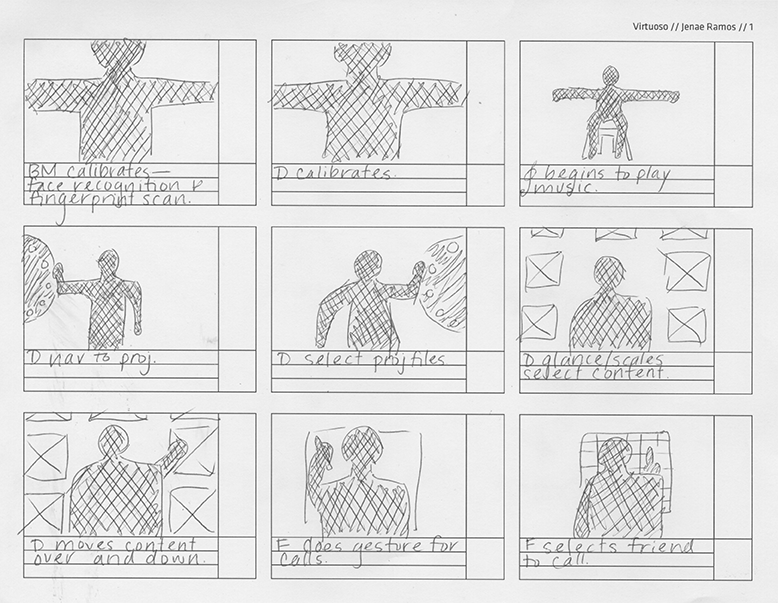 Virtuoso // Jenae Ramos // 1
BM calibrates—
face recognition &
fingerprint scan.
D calibrates.
begins to play
music.
D nav to proj.
D select proj files
D glance/scales
select content.
D moves content
over and down.
F does gesture for
calls.
F selects friend
to call.